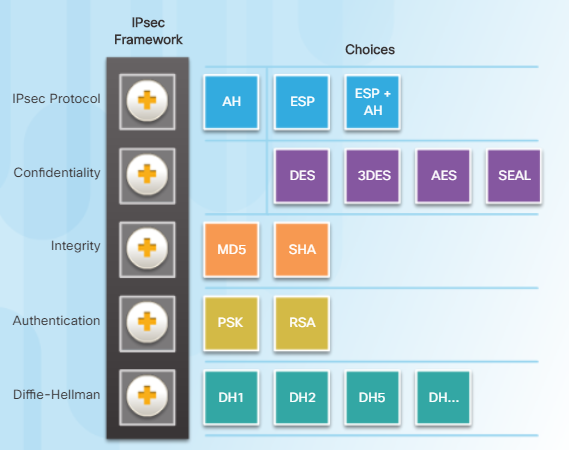 IPsec
Framework
Choices
IPsec Protocol
AH
ESP
ESP +
AH
Confidentiality
DES
3DES
AES
SEAL
Integrity
MD5
SHA
Authentication
PSK
RSA
Diffie-Hellman
DH1
DH2
DH5
DH...